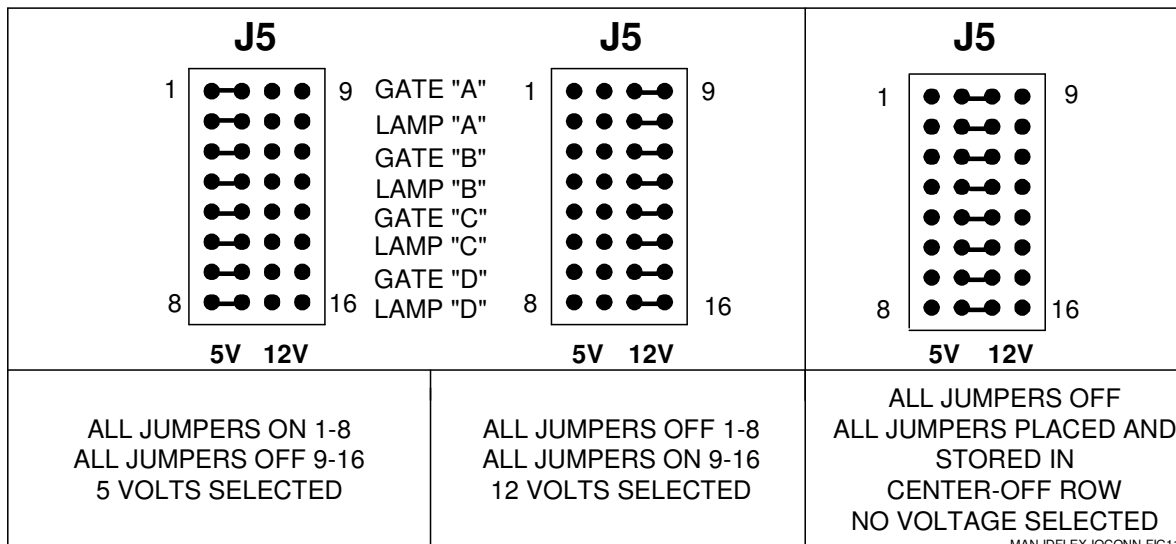 J5
1 9
8 16
5V 12V
GATE "A"
LAMP "A"
GATE "B"
LAMP "B"
GATE "C"
LAMP "C"
GATE "D"
LAMP "D"
J5
1 9
8 16
5V 12V
J5
1 9
8 16
5V 12V
ALL JUMPERS ON 1-8
ALL JUMPERS OFF 9-16
5 VOLTS SELECTED
ALL JUMPERS OFF 1-8
ALL JUMPERS ON 9-16
12 VOLTS SELECTED
ALL JUMPERS OFF
ALL JUMPERS PLACED AND
STORED IN
CENTER-OFF ROW
NO VOLTAGE SELECTED